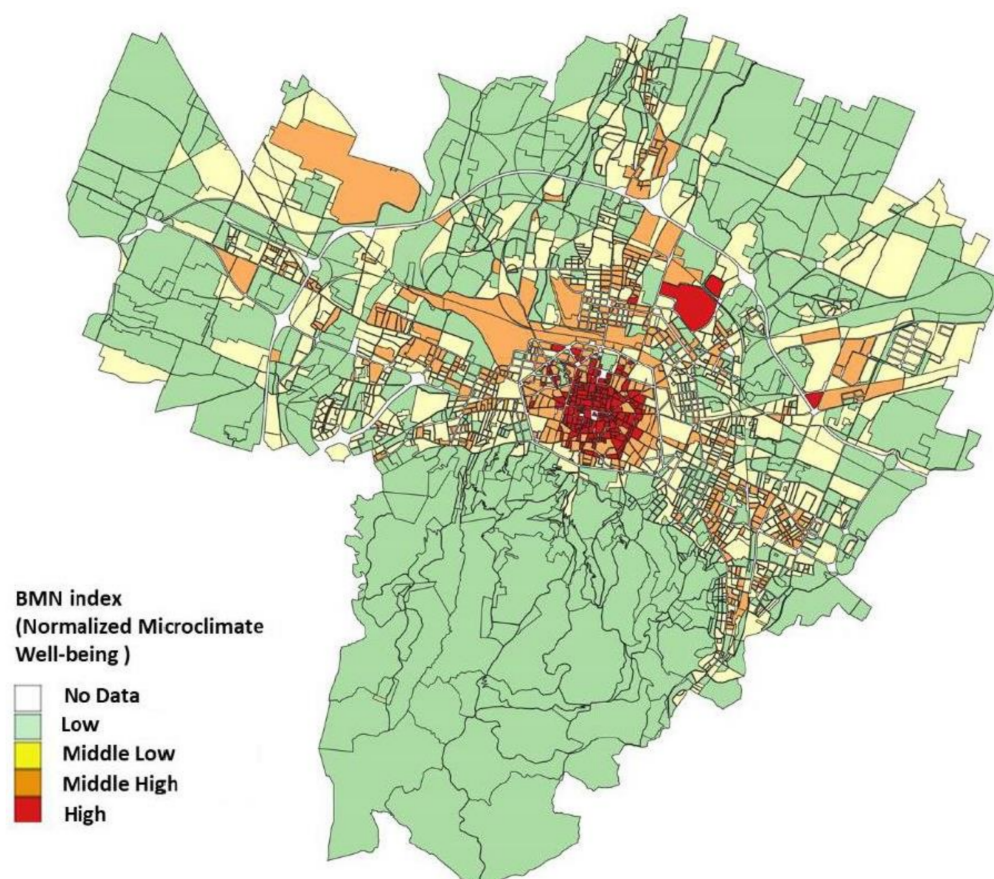 BMN index
(Normalized Microclimate
Well-being )
No Data
Low
Middle Low
Middle High
High